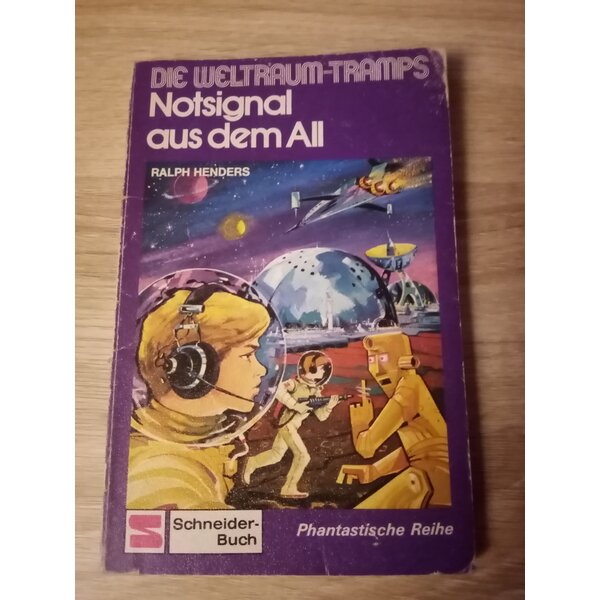 DIE WELTRAUM-TRAMPS
Notsignal
aus dem All
RALPH HENDERS
Schneider-
Buch
Phantastische Reihe